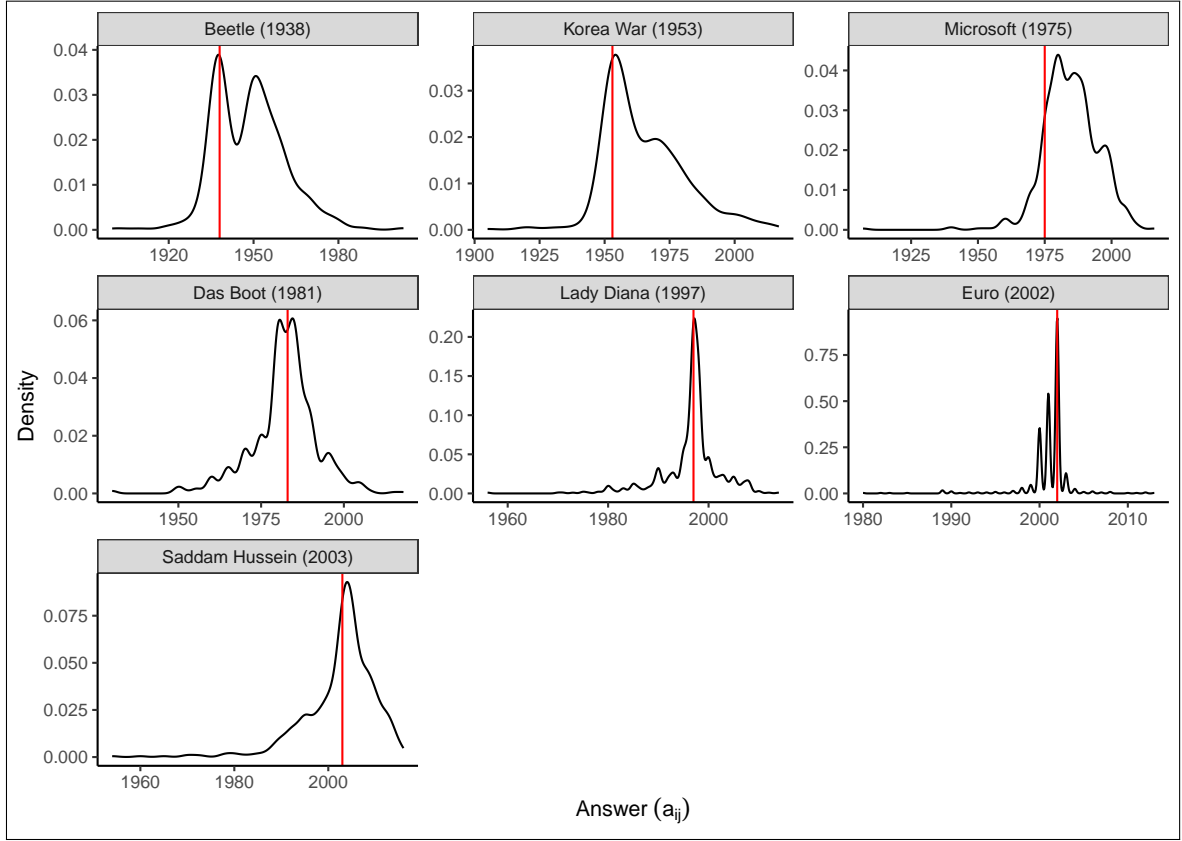 Beetle (1938) Korea War (1953) Microsoft (1975)
0.04
0.03
0.02
0.01
0.00
1920 1950 1980
0.03
0.02
0.01
0.00
1900 1925 1950 1975 2000
0.04
0.03
0.02
0.01
0.00
1925 1975 2000
Das Boot (1981) Lady Diana (1997) Euro (2002)
0.06
0.04
0.02
0.00
1950 1975 2000
0.20
0.15
0.10
0.05
0.00
1960 1980 2000
0.75
0.50
0.25
0.00
1980 1990 2000 2010
Saddam Hussein (2003)
0.075
0.050
0.025
0.000
1960 1980 2000
Density
Answer (aij)